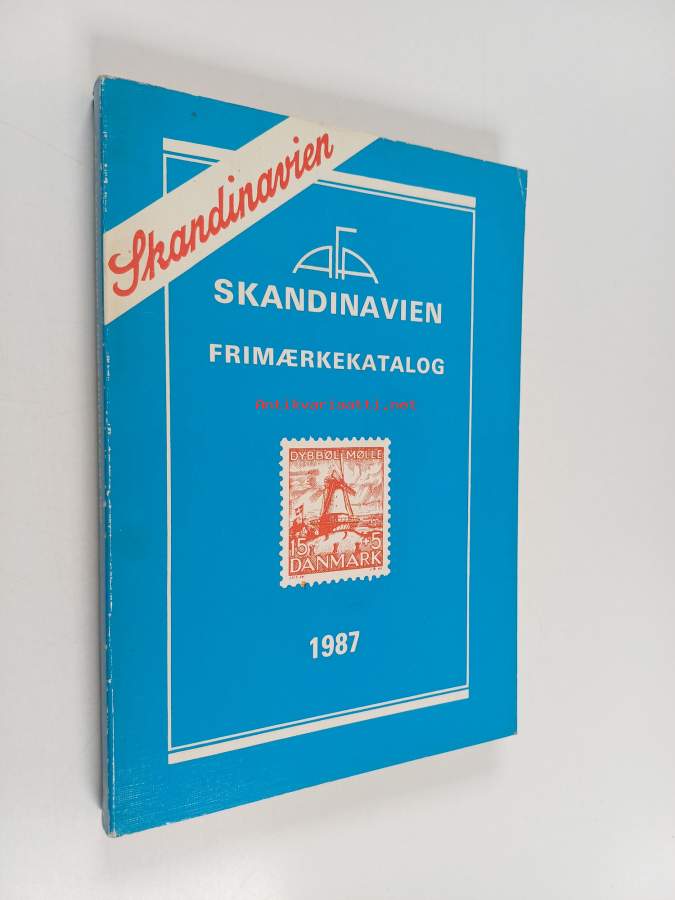 Skandinavien
AFA
SKANDINAVIEN
FRIMÆRKEKATALOG
Antikvariaatti.net
DYBBØL MØLLE
15 +5
DANMARK
1987